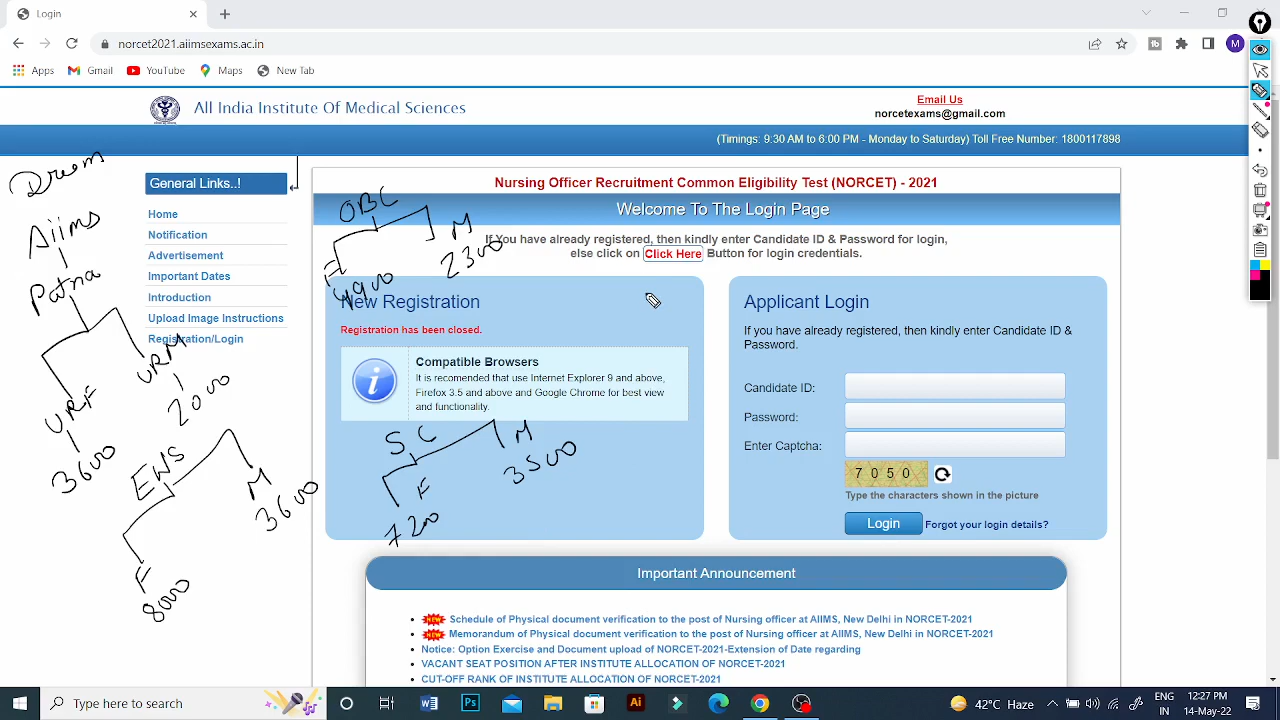 Login
norcet2021.aiimsexams.ac.in
M
Apps Gmail YouTube Maps New Tab
All India Institute Of Medical Sciences
Email Us
norcetexams@gmail.com
(Timings: 9:30 AM to 6:00 PM - Monday to Saturday) Toll Free Number: 1800117898
General Links..!
Home
Notification
Advertisement
Important Dates
Introduction
Upload Image Instructions
Registration/Login
Aiims
Patna
URF
3600
URM
2000
EWS
F
8000
M
3600
OBC
F
4900
M
2300
SC
F
7200
M
3500
Nursing Officer Recruitment Common Eligibility Test (NORCET) - 2021
Welcome To The Login Page
If You have already registered, then kindly enter Candidate ID & Password for login,
else click on Click Here Button for login credentials.
New Registration
Registration has been closed.
Compatible Browsers
It is recomended that use Internet Explorer 9 and above,
Firefox 3.5 and above and Google Chrome for best view
and functionality.
Applicant Login
If you have already registered, then kindly enter Candidate ID &
Password.
Candidate ID:
Password:
Enter Captcha:
7 0 5 0
Type the characters shown in the picture
Login Forgot your login details?
Important Announcement
NEW Schedule of Physical document verification to the post of Nursing officer at AIIMS, New Delhi in NORCET-2021
NEW Memorandum of Physical document verification to the post of Nursing officer at AIIMS, New Delhi in NORCET-2021
Notice: Option Exercise and Document upload of NORCET-2021-Extension of Date regarding
VACANT SEAT POSITION AFTER INSTITUTE ALLOCATION OF NORCET-2021
CUT-OFF RANK OF INSTITUTE ALLOCATION OF NORCET-2021
Type here to search
Ps
Ai
42°C Haze
ENG
IN
12:27 PM
14-May-22